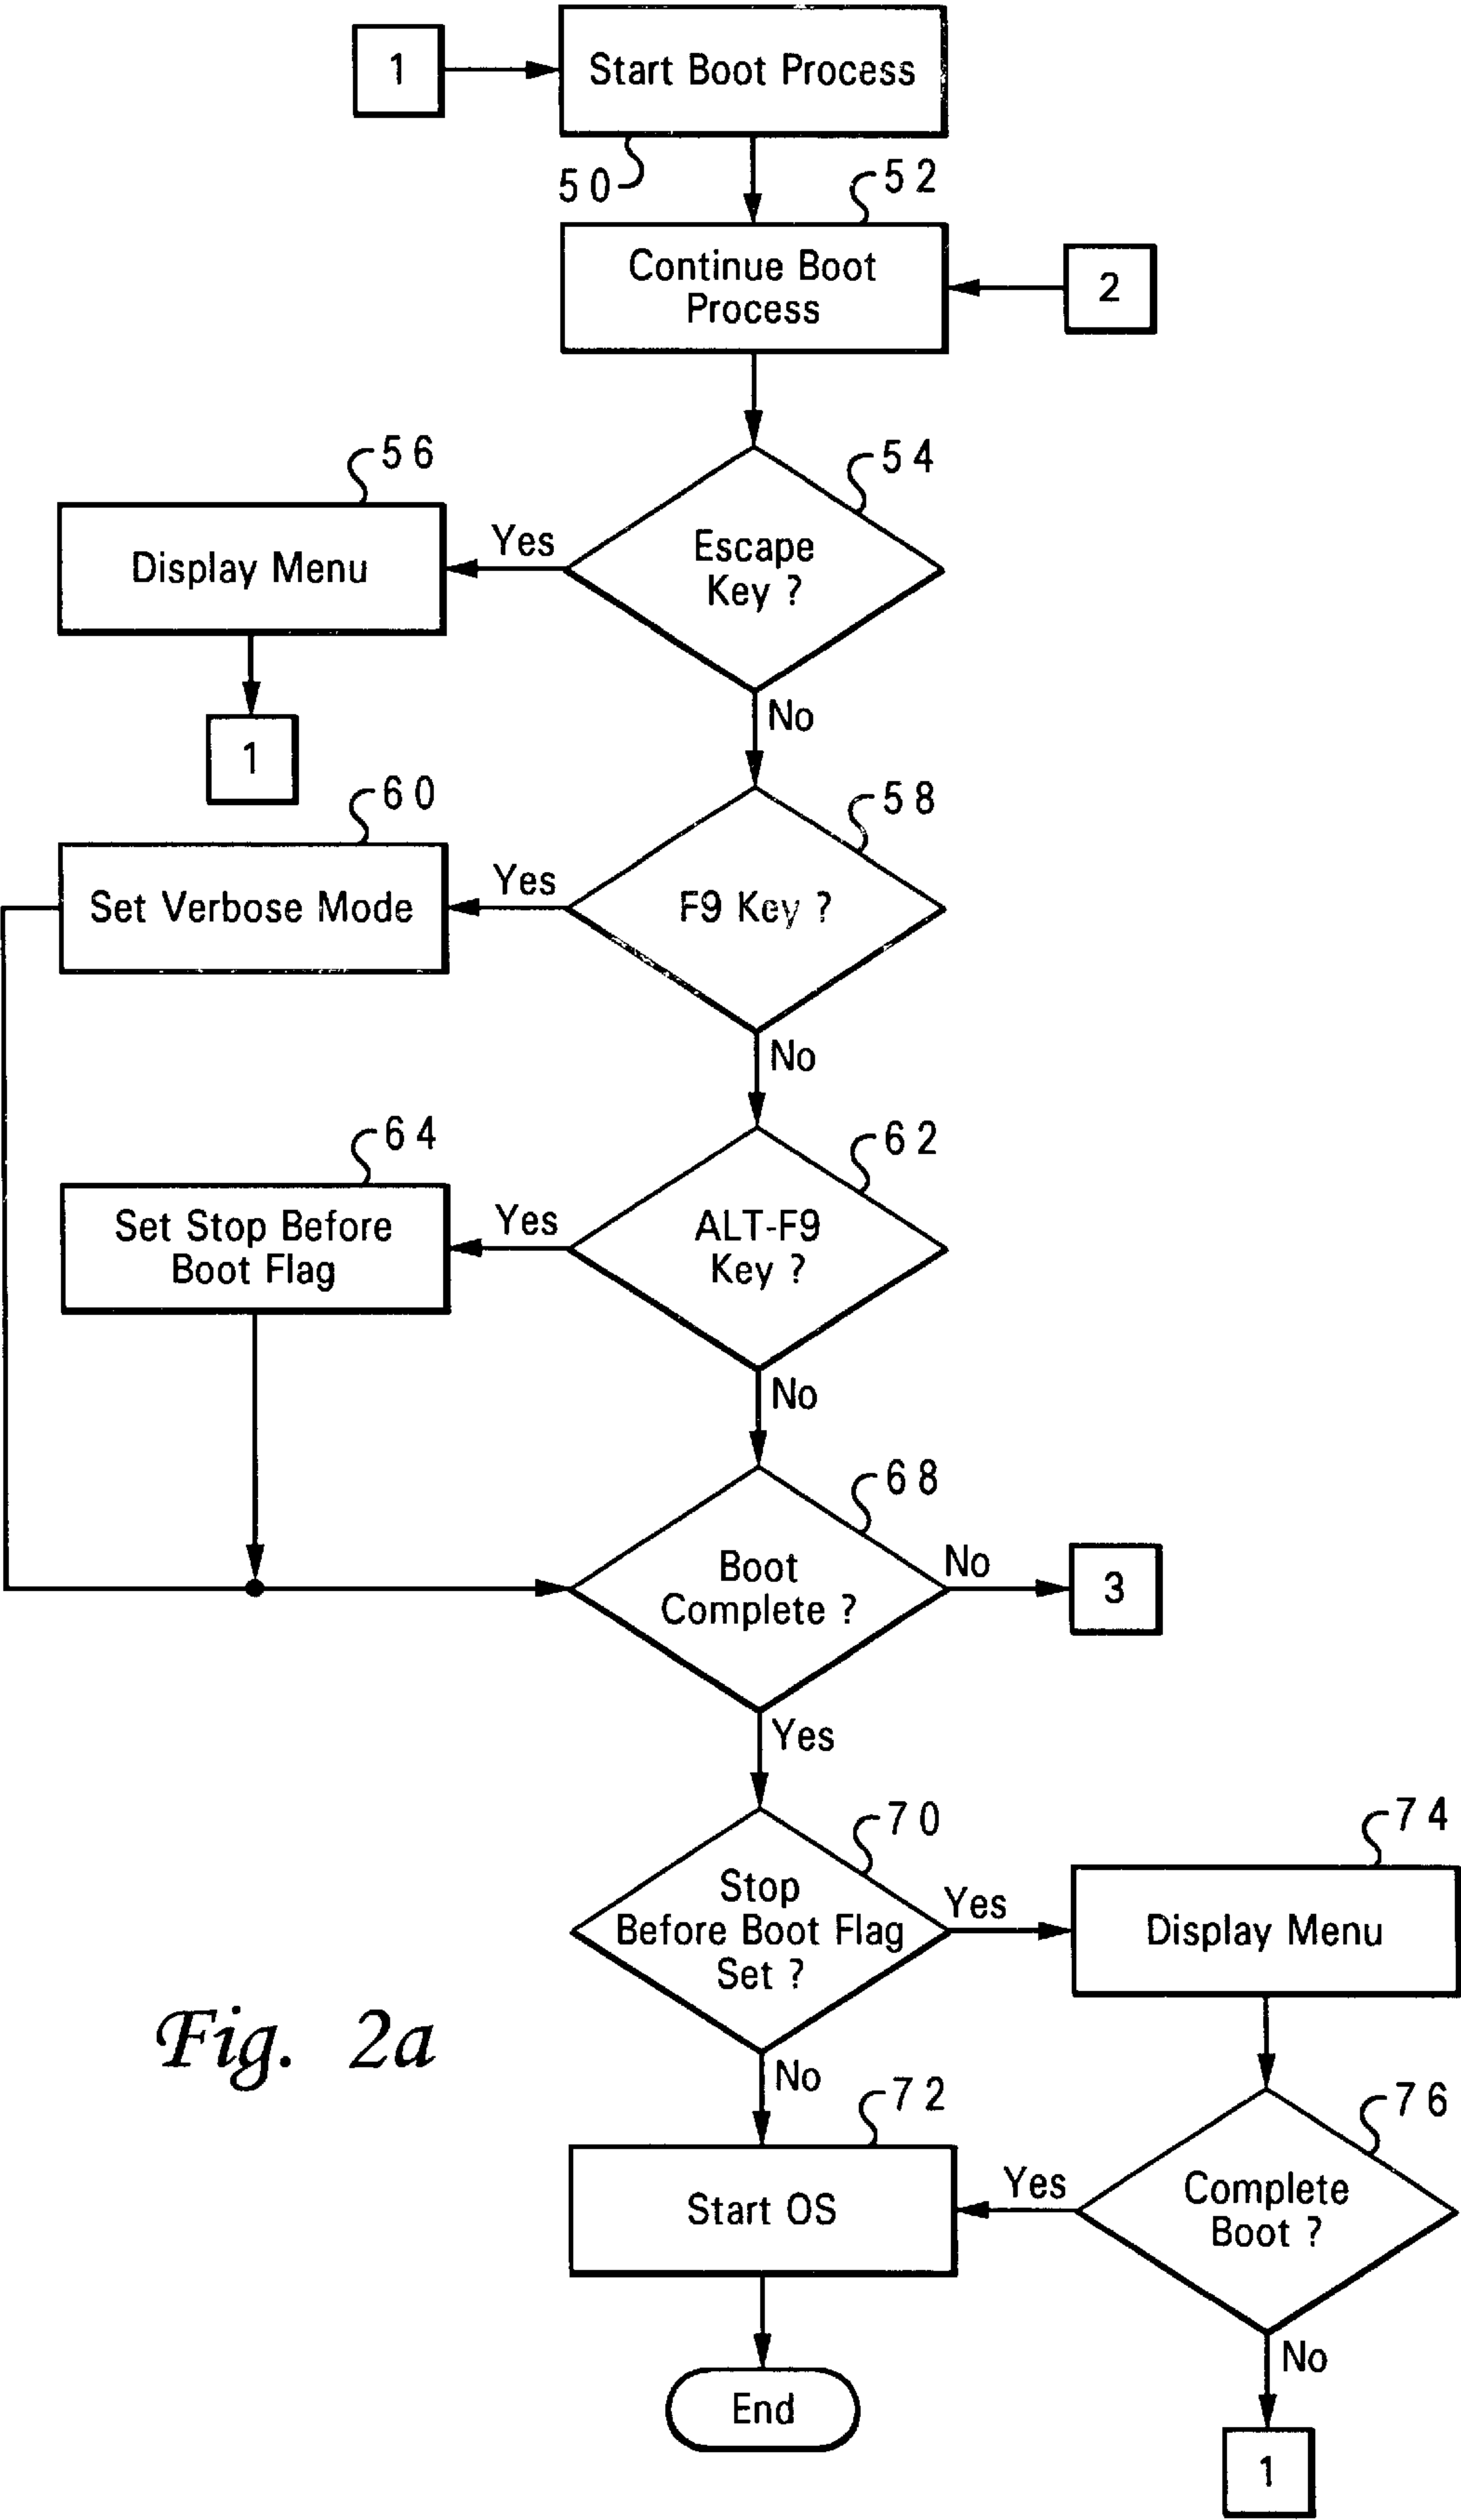 1
Start Boot Process
50
52
Continue Boot
Process
2
54
56
Escape
Key ?
Yes
Display Menu
No
1
58
60
F9 Key ?
Yes
Set Verbose Mode
No
62
64
ALT-F9
Key ?
Yes
Set Stop Before
Boot Flag
No
68
Boot
Complete ?
No
3
Yes
70
74
Stop
Before Boot Flag
Set ?
Yes
Display Menu
Fig. 2a
No
72
76
Start OS
Yes
Complete
Boot ?
No
End
1